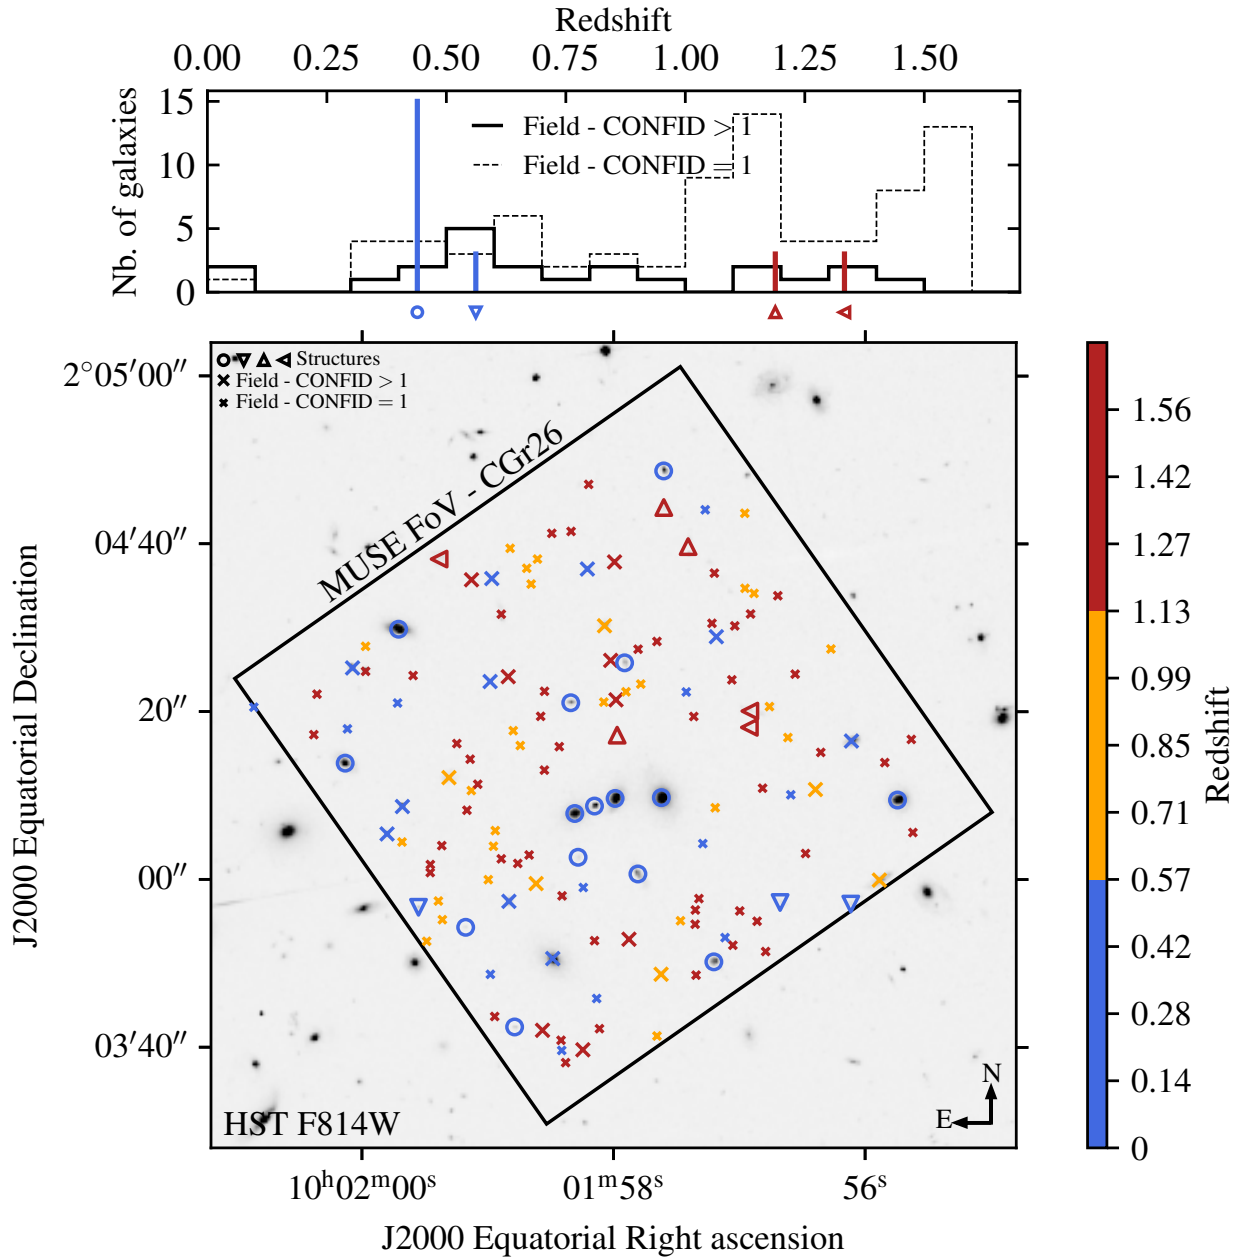 Redshift
0.00 0.25 0.50 0.75 1.00 1.25 1.50
Nb. of galaxies
15
10
5
0
Field - CONFID > 1
Field - CONFID = 1
Structures
Field - CONFID > 1
Field - CONFID = 1
MUSE FoV - CGr26
HST F814W
N
E
J2000 Equatorial Declination
2°05′00″
04′40″
20″
00″
03′40″
10ʰ02ᵐ00ˢ 01ᵐ58ˢ 56ˢ
J2000 Equatorial Right ascension
1.56
1.42
1.27
1.13
0.99
0.85
0.71
0.57
0.42
0.28
0.14
0
Redshift